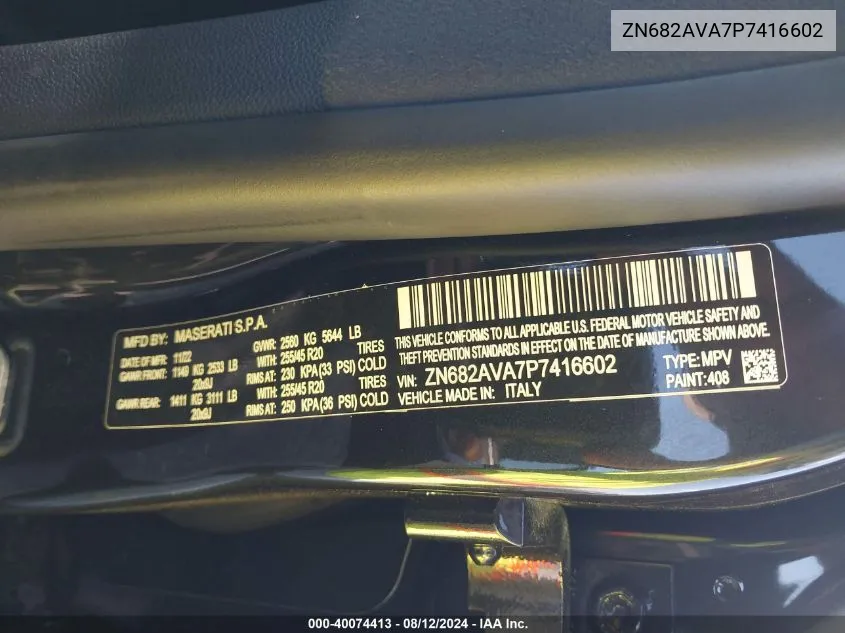 ZN682AVA7P7416602
MFD BY: MASERATI S.P.A.
DATE OF MFR: 11/22 GVWR: 2560 KG 5644 LB
GAWR FRONT: 1149 KG 2533 LB WITH: 255/45 R20 TIRES
20x9J RIMS AT: 230 KPA (33 PSI) COLD
GAWR REAR: 1411 KG 3111 LB WITH: 255/45 R20 TIRES
20x9J RIMS AT: 250 KPA (36 PSI) COLD
THIS VEHICLE CONFORMS TO ALL APPLICABLE U.S. FEDERAL MOTOR VEHICLE SAFETY AND
THEFT PREVENTION STANDARDS IN EFFECT ON THE DATE OF MANUFACTURE SHOWN ABOVE.
VIN: ZN682AVA7P7416602 TYPE: MPV
VEHICLE MADE IN: ITALY PAINT: 408
000-40074413 - 08/12/2024 - IAA Inc.